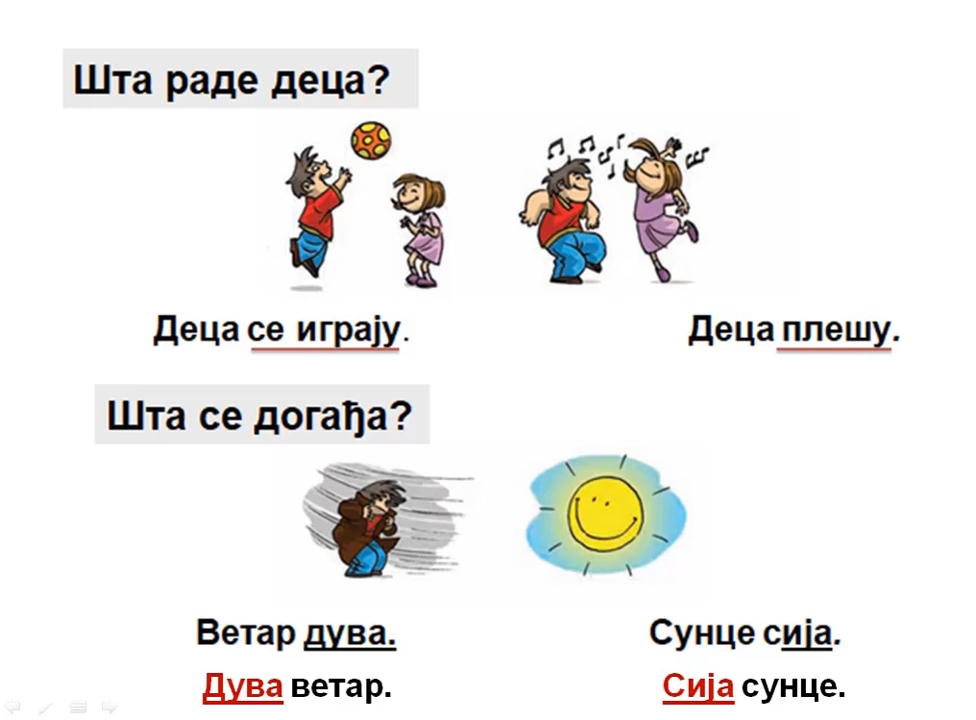 Шта раде деца?
Деца се играју.
Деца плешу.
Шта се догађа?
Ветар дува.
Сунце сија.
Дува ветар.
Сија сунце.